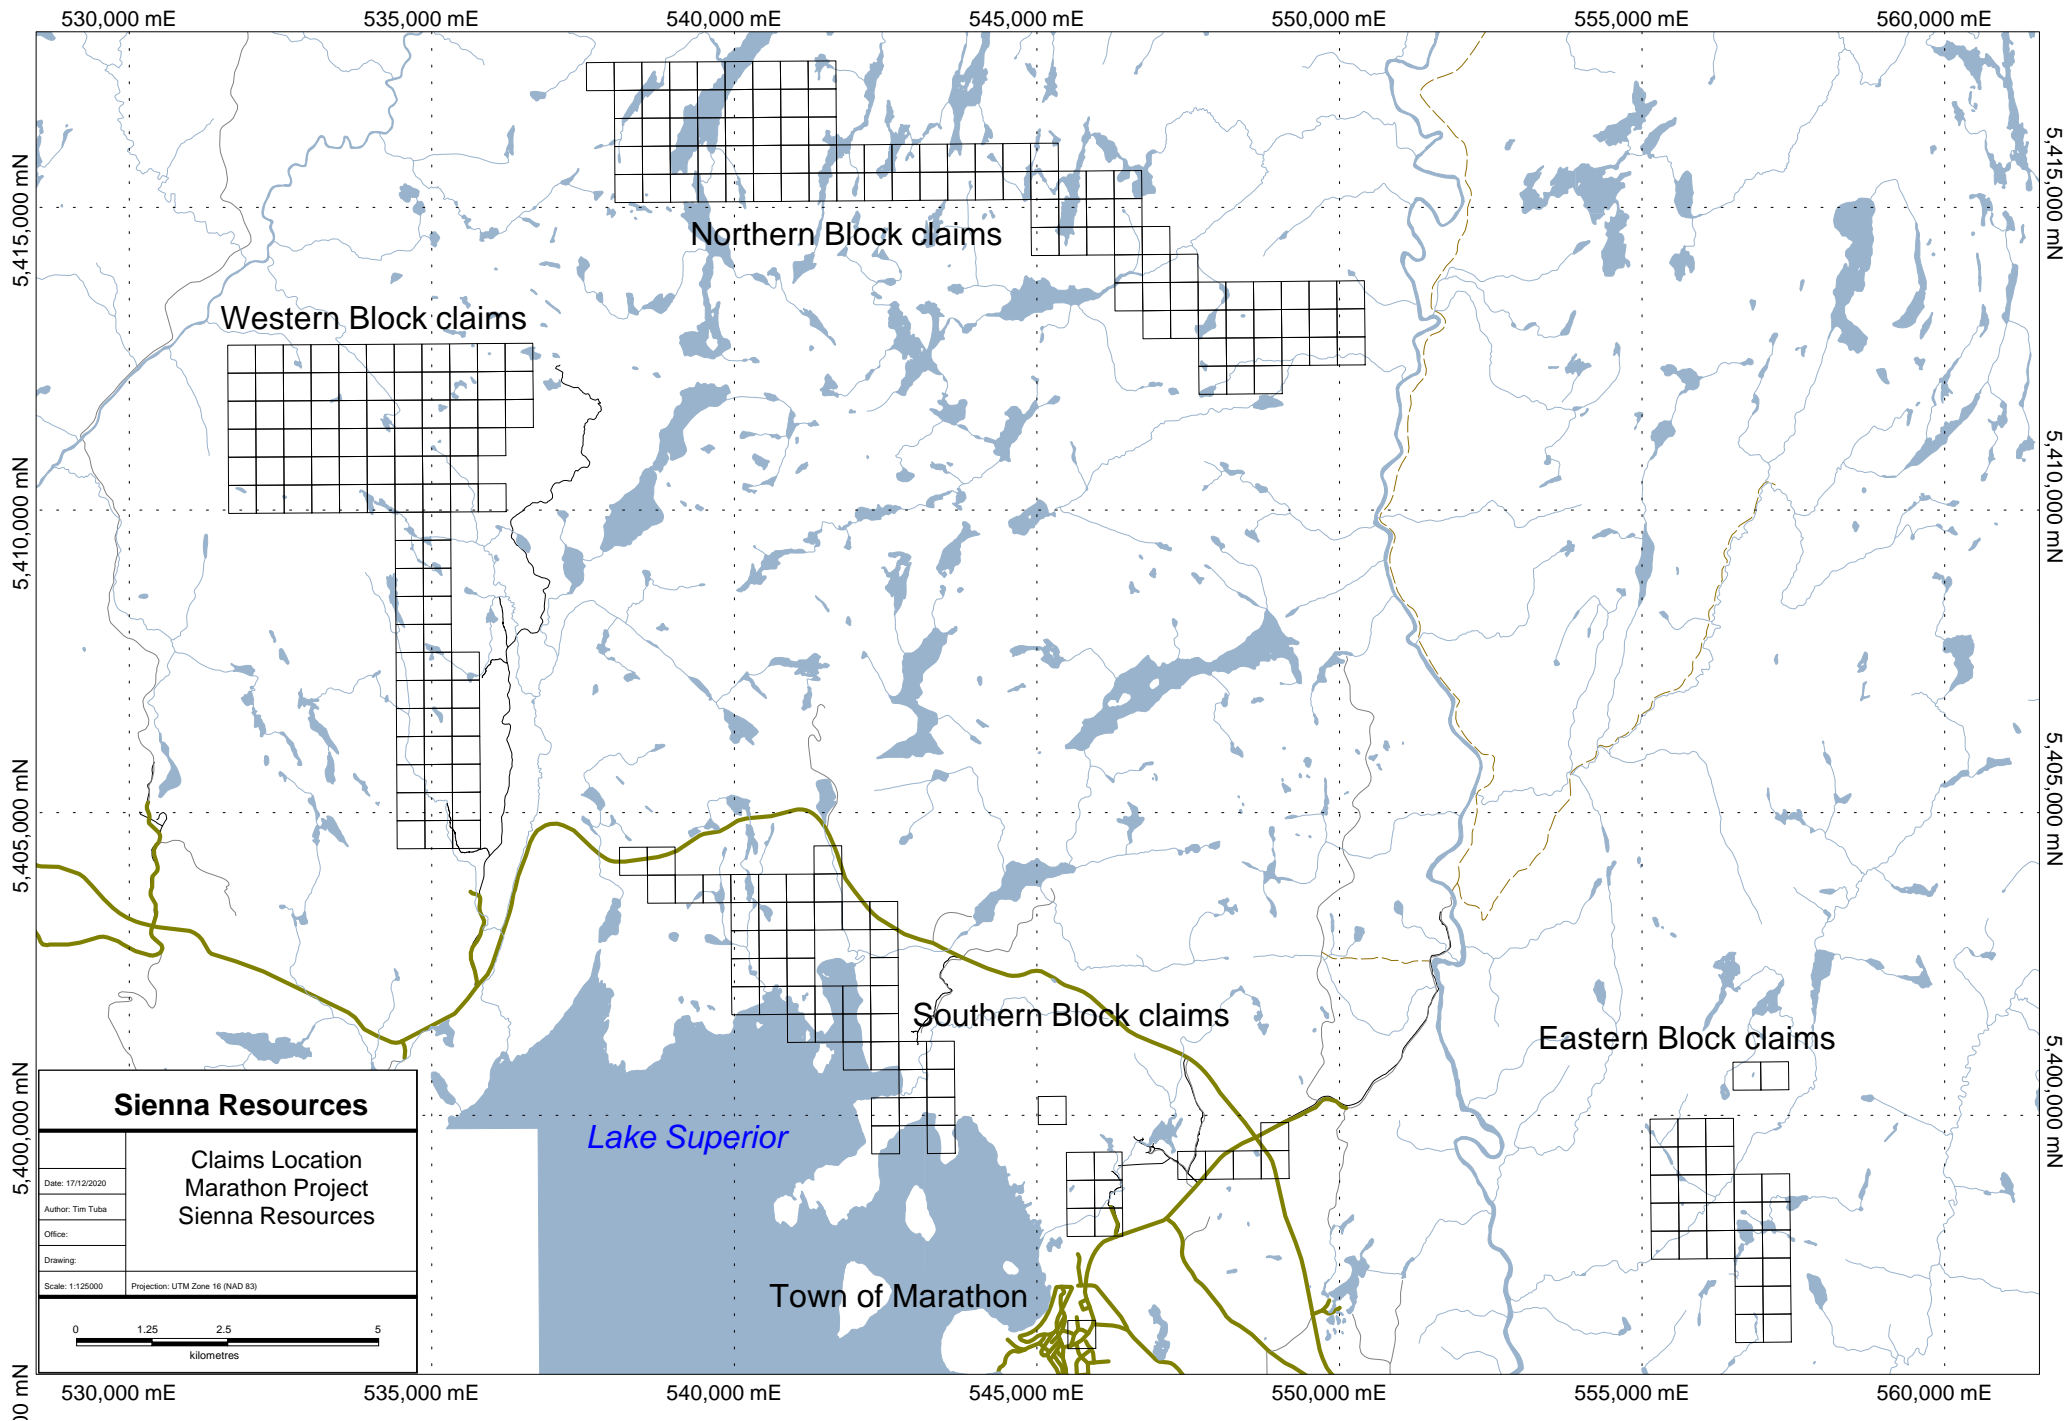 530,000 mE
535,000 mE
540,000 mE
545,000 mE
550,000 mE
555,000 mE
560,000 mE
5,415,000 mN
5,415,000 mN
Northern Block claims
Western Block claims
5,410,000 mN
5,410,000 mN
5,405,000 mN
5,405,000 mN
Southern Block claims
Eastern Block claims
5,400,000 mN
5,400,000 mN
Lake Superior
Town of Marathon
Sienna Resources
Claims Location
Marathon Project
Sienna Resources
Date: 17/12/2020
Author: Tim Tuba
Office:
Drawing:
Scale: 1:125000
Projection: UTM Zone 16 (NAD 83)
0 1.25 2.5 5
kilometres
00 mN
530,000 mE
535,000 mE
540,000 mE
545,000 mE
550,000 mE
555,000 mE
560,000 mE